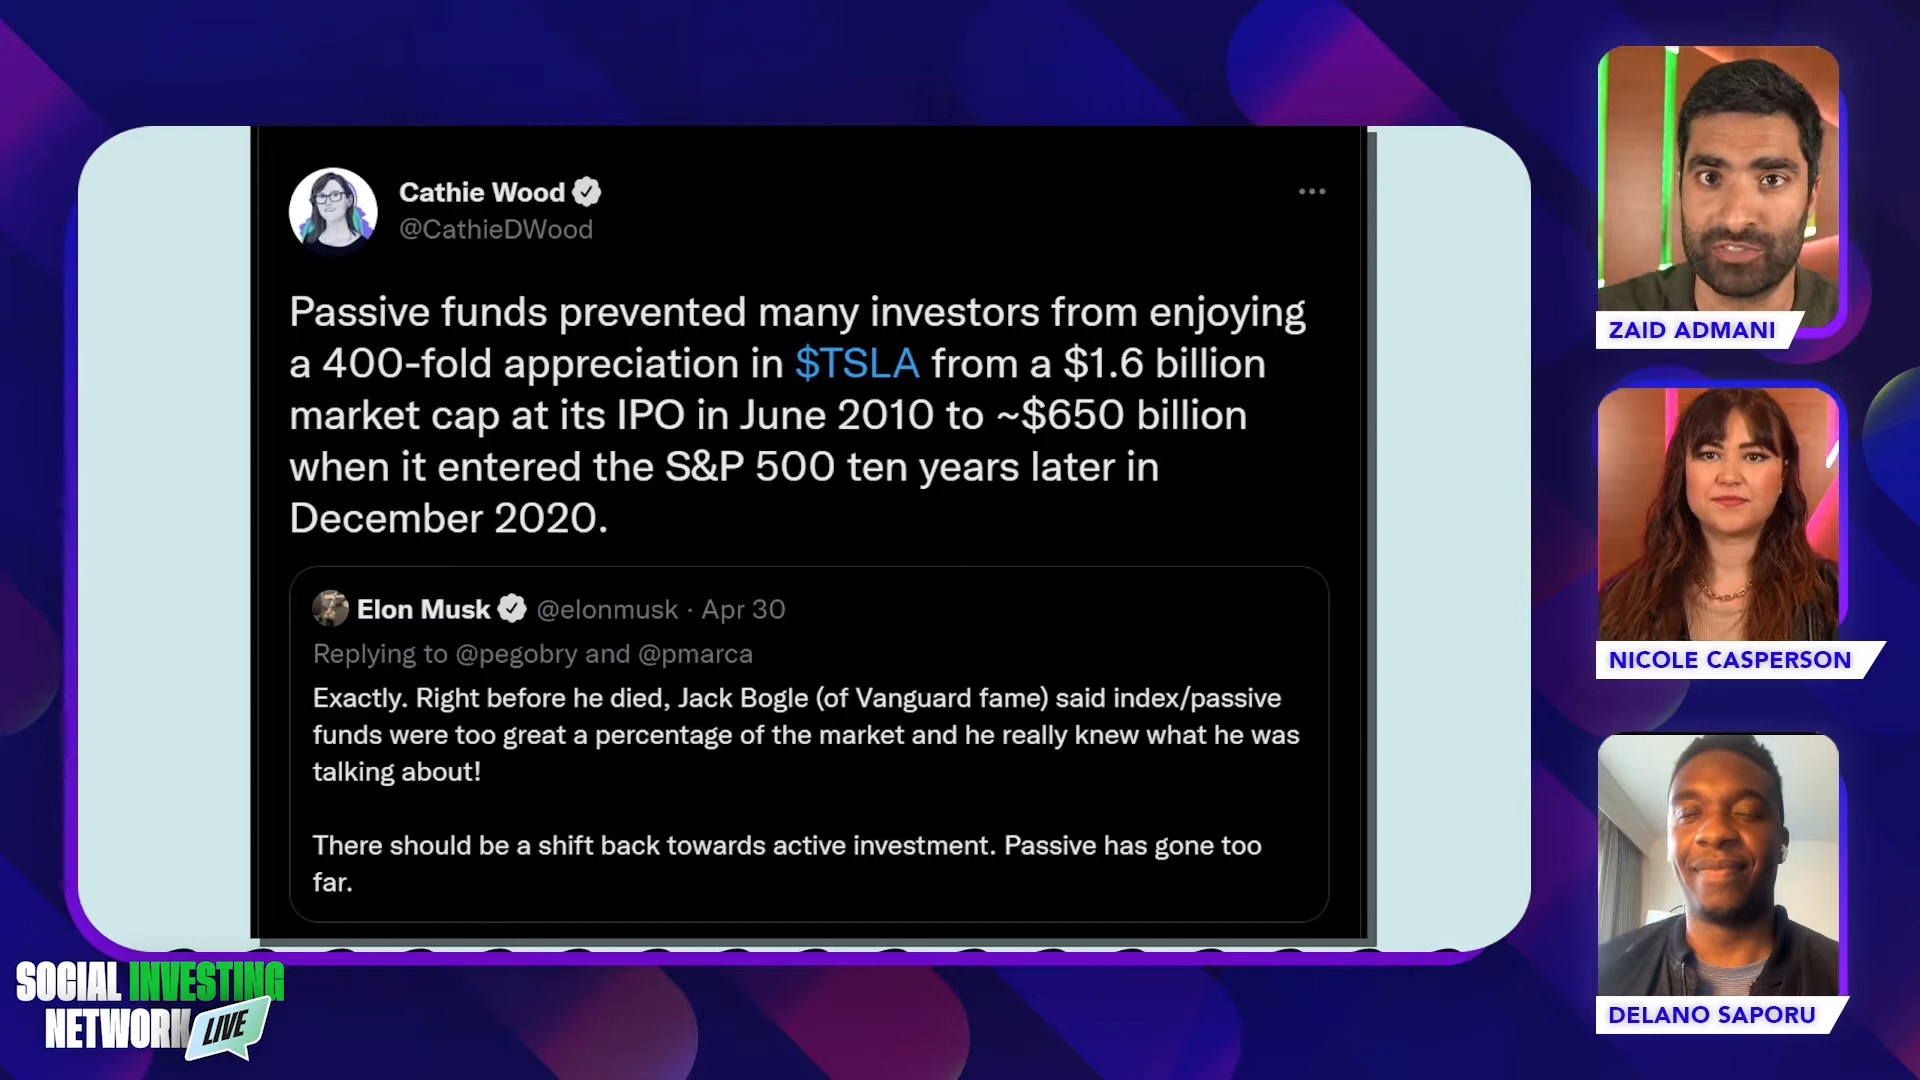 Cathie Wood
@CathieDWood
Passive funds prevented many investors from enjoying
a 400-fold appreciation in $TSLA from a $1.6 billion
market cap at its IPO in June 2010 to ~$650 billion
when it entered the S&P 500 ten years later in
December 2020.
Elon Musk @elonmusk · Apr 30
Replying to @pegobry and @pmarca
Exactly. Right before he died, Jack Bogle (of Vanguard fame) said index/passive
funds were too great a percentage of the market and he really knew what he was
talking about!
There should be a shift back towards active investment. Passive has gone too
far.
ZAID ADMANI
NICOLE CASPERSON
DELANO SAPORU
SOCIAL INVESTING
NETWORK LIVE